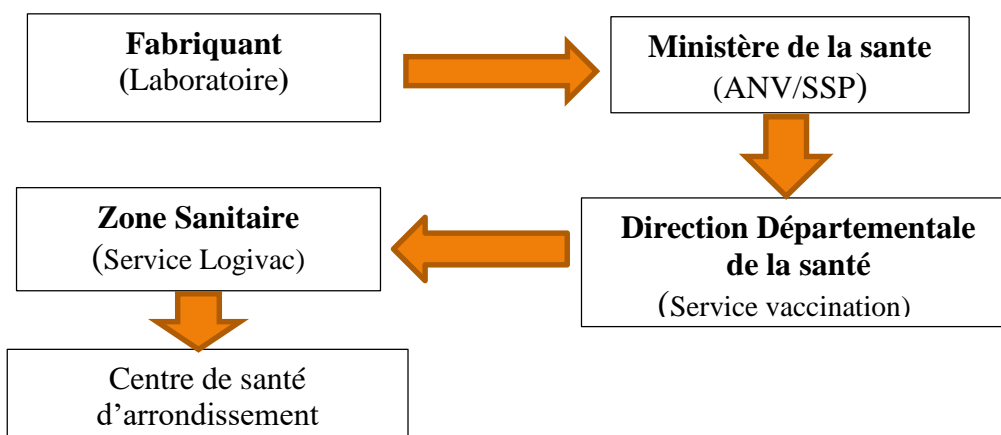 Fabriquant
(Laboratoire)
Ministère de la sante
(ANV/SSP)
Zone Sanitaire
(Service Logivac)
Direction Départementale
de la santé
(Service vaccination)
Centre de santé
d’arrondissement